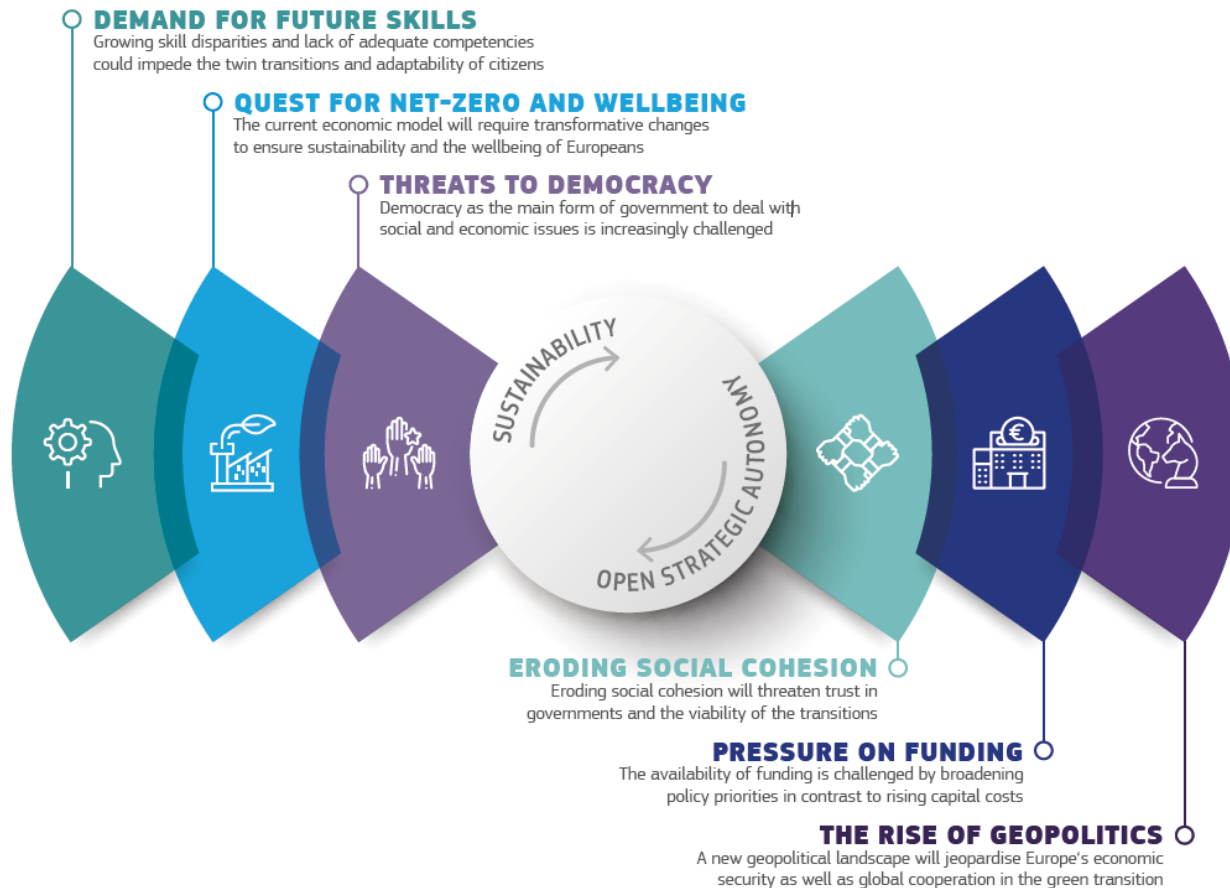 DEMAND FOR FUTURE SKILLS
Growing skill disparities and lack of adequate competencies
could impede the twin transitions and adaptability of citizens
QUEST FOR NET-ZERO AND WELLBEING
The current economic model will require transformative changes
to ensure sustainability and the wellbeing of Europeans
THREATS TO DEMOCRACY
Democracy as the main form of government to deal with
social and economic issues is increasingly challenged
SUSTAINABILITY
OPEN STRATEGIC AUTONOMY
€
ERODING SOCIAL COHESION
Eroding social cohesion will threaten trust in
governments and the viability of the transitions
PRESSURE ON FUNDING
The availability of funding is challenged by broadening
policy priorities in contrast to rising capital costs
THE RISE OF GEOPOLITICS
A new geopolitical landscape will jeopardise Europe's economic
security as well as global cooperation in the green transition